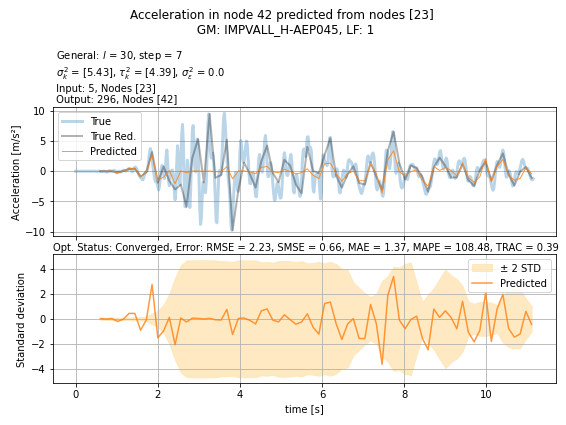 Acceleration in node 42 predicted from nodes [23]
GM: IMPVALL_H-AEP045, LF: 1
General: l = 30, step = 7
σ_k^2 = [5.43], τ_k^2 = [4.39], σ_ε^2 = 0.0
Input: 5, Nodes [23]
Output: 296, Nodes [42]
10
5
0
−5
−10
Acceleration [m/s²]
True
True Red.
Predicted
Opt. Status: Converged, Error: RMSE = 2.23, SMSE = 0.66, MAE = 1.37, MAPE = 108.48, TRAC = 0.39
4
2
0
−2
−4
Standard deviation
± 2 STD
Predicted
0 2 4 6 8 10
time [s]